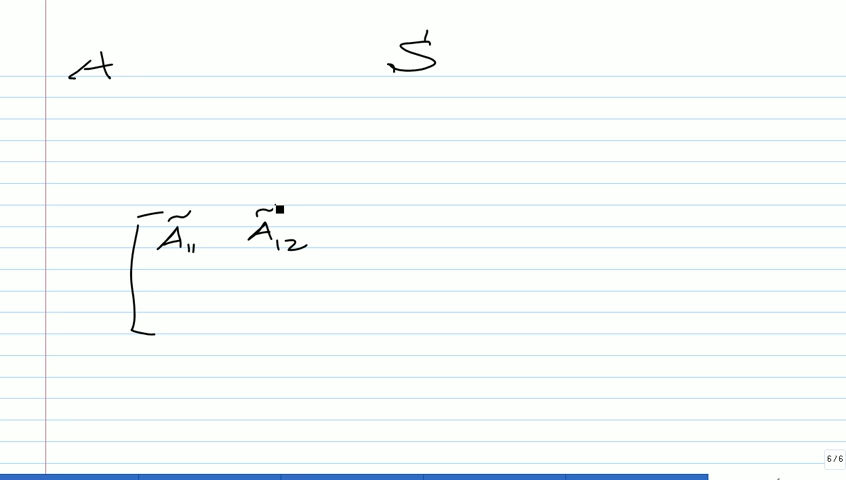 A S
[ Ã₁₁ Ã₁₂
6 / 6